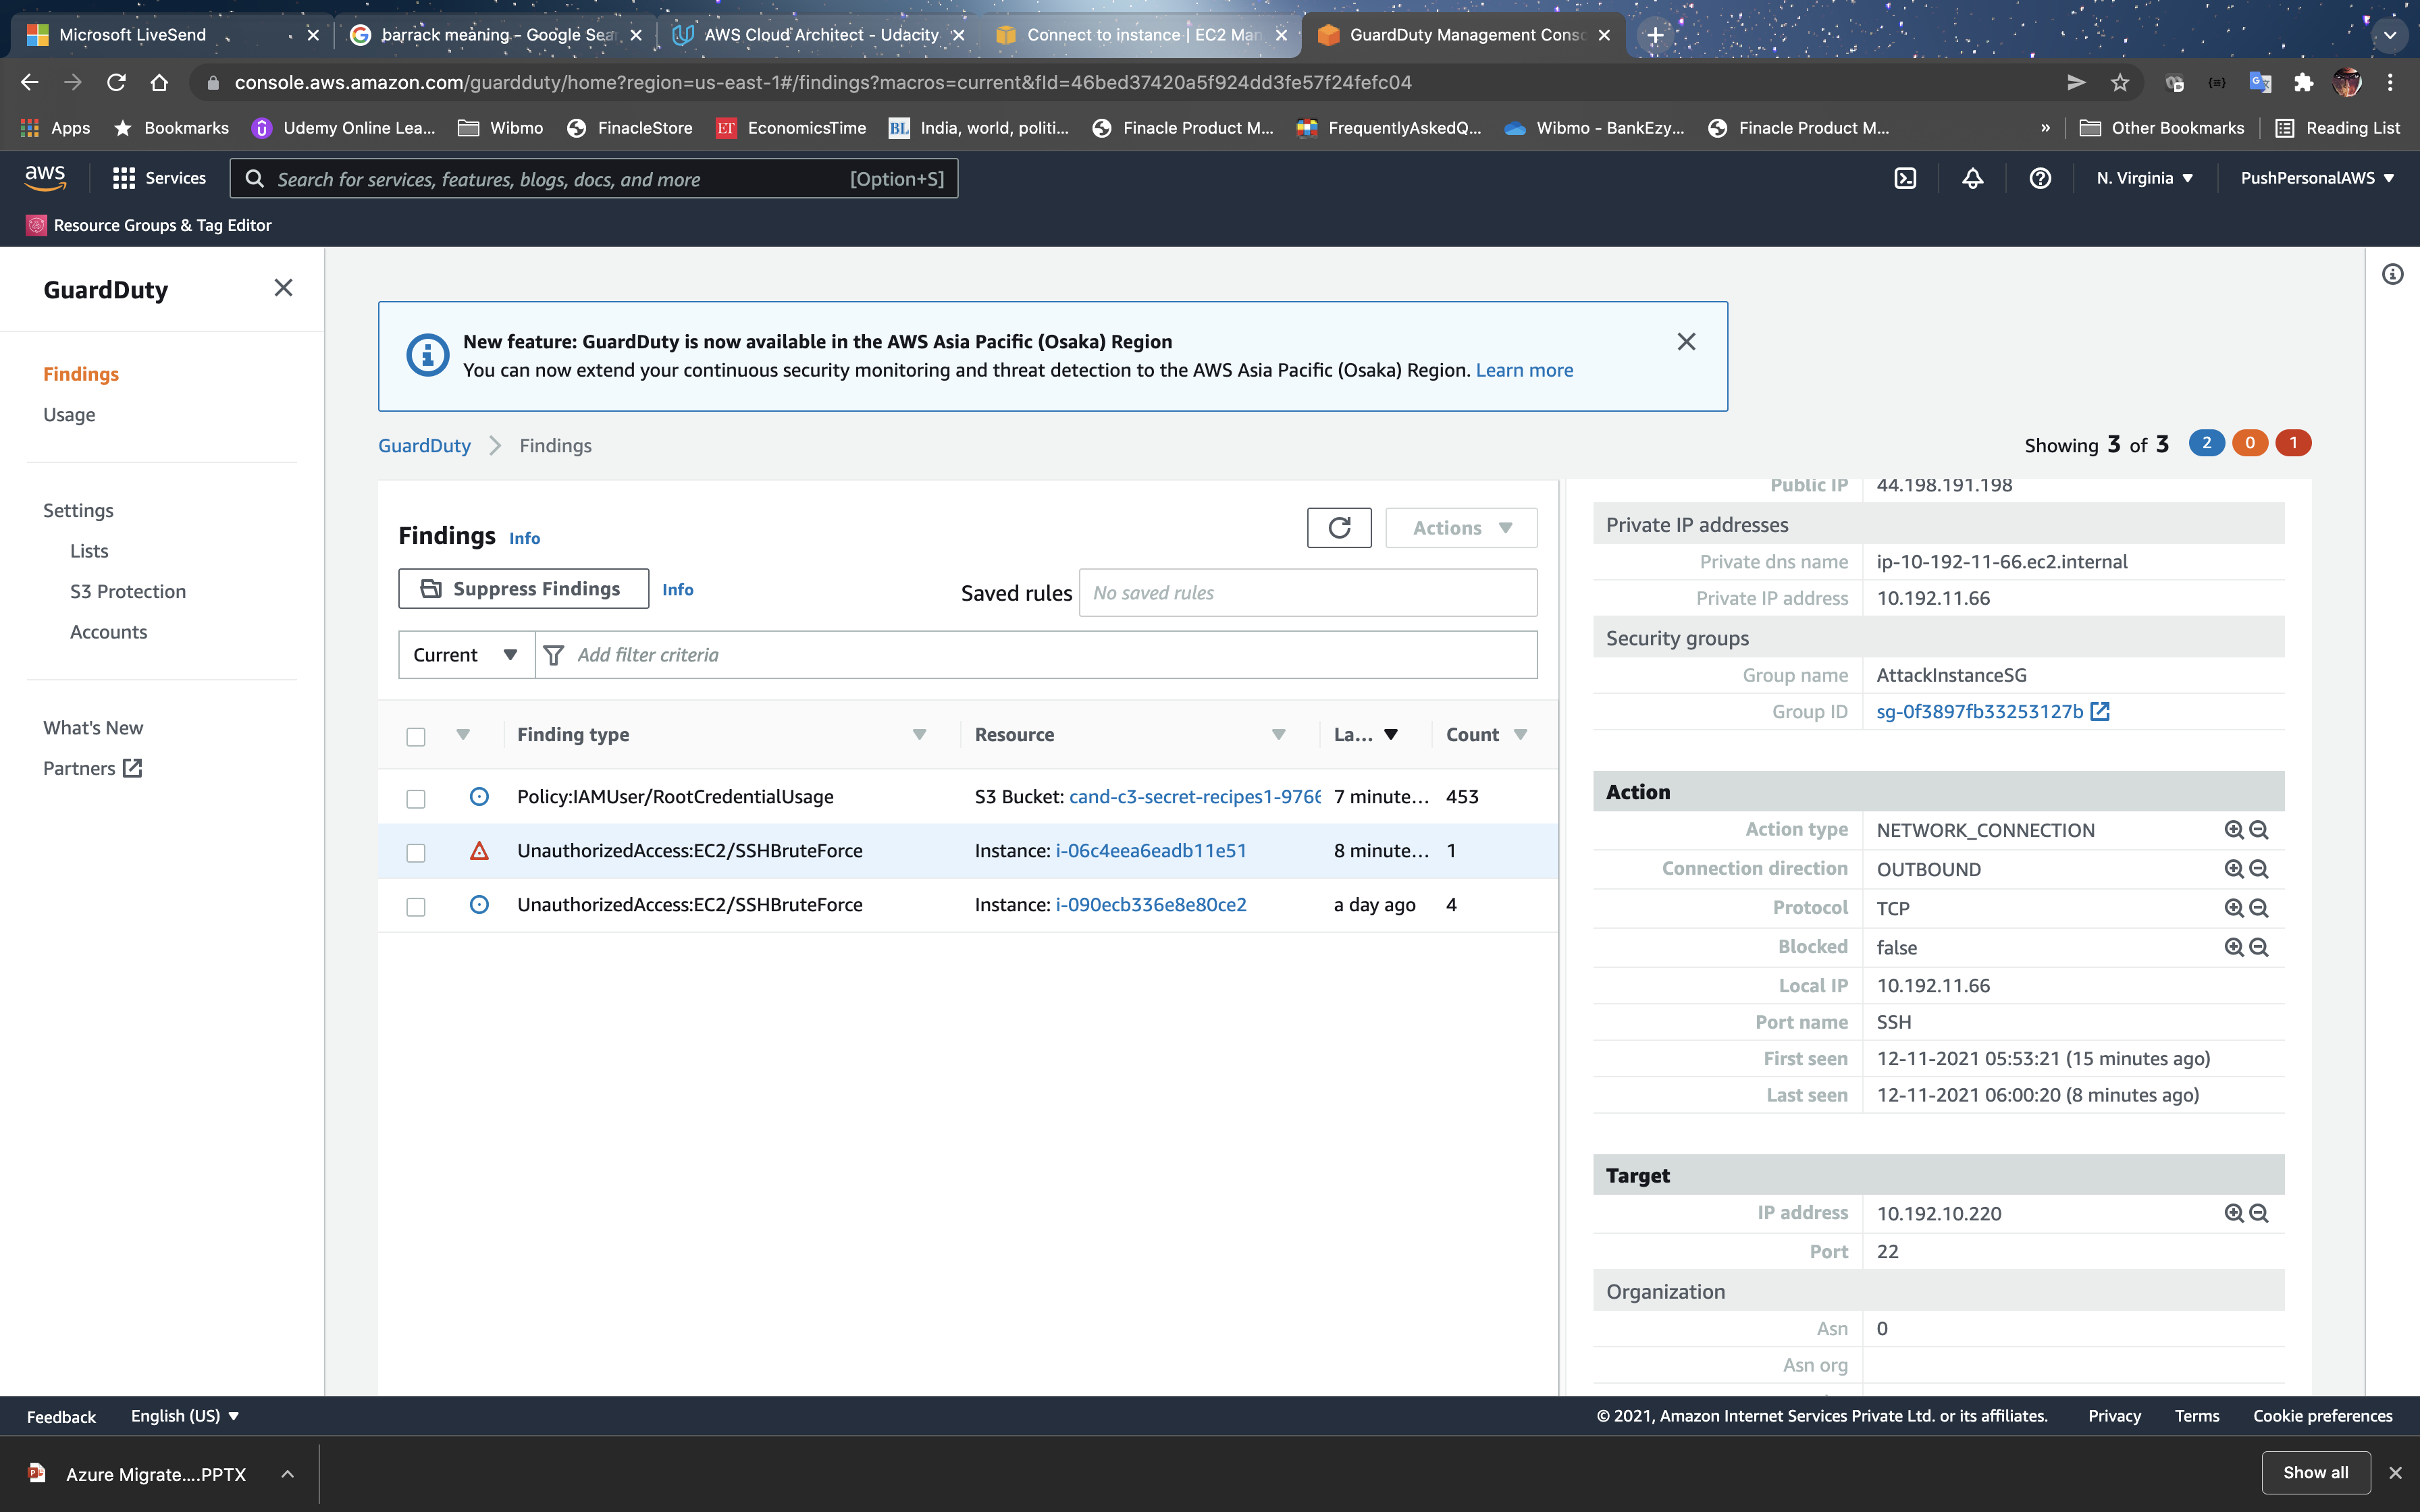 Microsoft LiveSend
barrack meaning - Google Sea
AWS Cloud Architect - Udacity
Connect to instance | EC2 Man
GuardDuty Management Conso
console.aws.amazon.com/guardduty/home?region=us-east-1#/findings?macros=current&fId=46bed37420a5f924dd3fe57f24fefc04
Apps
Bookmarks
Udemy Online Lea...
Wibmo
FinacleStore
ET EconomicsTime
BL India, world, politi...
Finacle Product M...
FrequentlyAskedQ...
Wibmo - BankEzy...
Finacle Product M...
»
Other Bookmarks
Reading List
aws
Services
Search for services, features, blogs, docs, and more [Option+S]
N. Virginia
PushPersonalAWS
Resource Groups & Tag Editor
GuardDuty
Findings
Usage
Settings
Lists
S3 Protection
Accounts
What's New
Partners
New feature: GuardDuty is now available in the AWS Asia Pacific (Osaka) Region
You can now extend your continuous security monitoring and threat detection to the AWS Asia Pacific (Osaka) Region. Learn more
GuardDuty Findings
Showing 3 of 3 2 0 1
Findings Info
Actions
Suppress Findings Info
Saved rules No saved rules
Current Add filter criteria
Finding type Resource La... Count
Policy:IAMUser/RootCredentialUsage S3 Bucket: cand-c3-secret-recipes1-9766 7 minute... 453
UnauthorizedAccess:EC2/SSHBruteForce Instance: i-06c4eea6eadb11e51 8 minute... 1
UnauthorizedAccess:EC2/SSHBruteForce Instance: i-090ecb336e8e80ce2 a day ago 4
Public IP 44.198.191.198
Private IP addresses
Private dns name ip-10-192-11-66.ec2.internal
Private IP address 10.192.11.66
Security groups
Group name AttackInstanceSG
Group ID sg-0f3897fb33253127b
Action
Action type NETWORK_CONNECTION
Connection direction OUTBOUND
Protocol TCP
Blocked false
Local IP 10.192.11.66
Port name SSH
First seen 12-11-2021 05:53:21 (15 minutes ago)
Last seen 12-11-2021 06:00:20 (8 minutes ago)
Target
IP address 10.192.10.220
Port 22
Organization
Asn 0
Asn org
Feedback English (US)
© 2021, Amazon Internet Services Private Ltd. or its affiliates. Privacy Terms Cookie preferences
Azure Migrate....PPTX
Show all